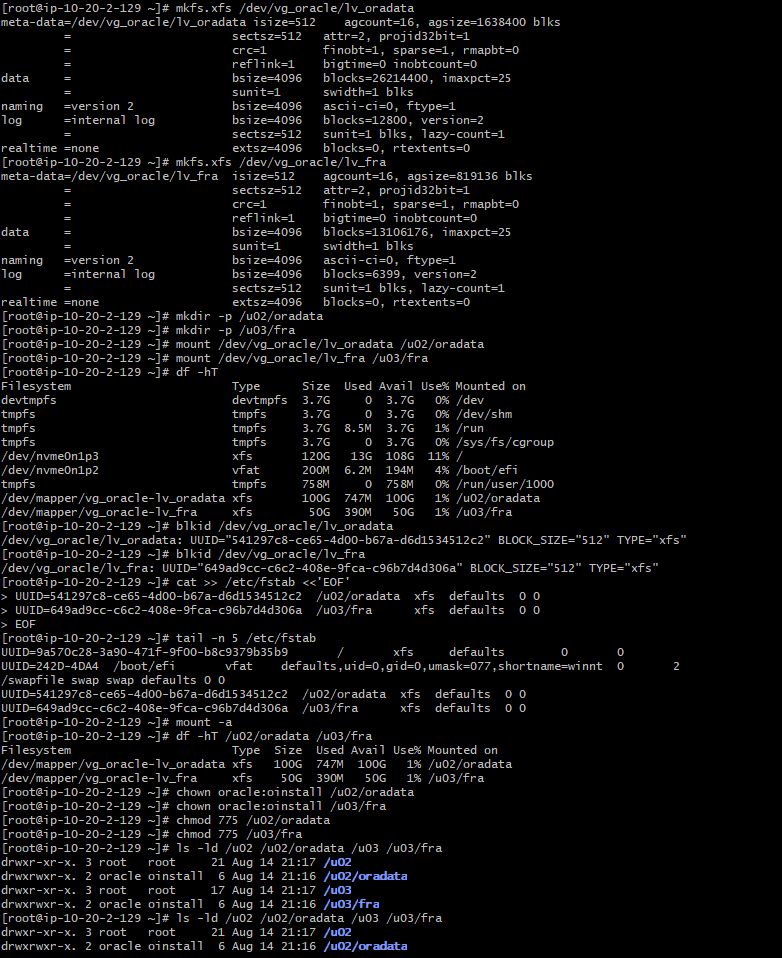 [root@ip-10-20-2-129 ~]# mkfs.xfs /dev/vg_oracle/lv_oradata
meta-data=/dev/vg_oracle/lv_oradata isize=512    agcount=16, agsize=1638400 blks
         =                       sectsz=512   attr=2, projid32bit=1
         =                       crc=1        finobt=1, sparse=1, rmapbt=0
         =                       reflink=1    bigtime=0 inobtcount=0
data     =                       bsize=4096   blocks=26214400, imaxpct=25
         =                       sunit=1      swidth=1 blks
naming   =version 2              bsize=4096   ascii-ci=0, ftype=1
log      =internal log           bsize=4096   blocks=12800, version=2
         =                       sectsz=512   sunit=1 blks, lazy-count=1
realtime =none                   extsz=4096   blocks=0, rtextents=0
[root@ip-10-20-2-129 ~]# mkfs.xfs /dev/vg_oracle/lv_fra
meta-data=/dev/vg_oracle/lv_fra  isize=512    agcount=16, agsize=819136 blks
         =                       sectsz=512   attr=2, projid32bit=1
         =                       crc=1        finobt=1, sparse=1, rmapbt=0
         =                       reflink=1    bigtime=0 inobtcount=0
data     =                       bsize=4096   blocks=13106176, imaxpct=25
         =                       sunit=1      swidth=1 blks
naming   =version 2              bsize=4096   ascii-ci=0, ftype=1
log      =internal log           bsize=4096   blocks=6399, version=2
         =                       sectsz=512   sunit=1 blks, lazy-count=1
realtime =none                   extsz=4096   blocks=0, rtextents=0
[root@ip-10-20-2-129 ~]# mkdir -p /u02/oradata
[root@ip-10-20-2-129 ~]# mkdir -p /u03/fra
[root@ip-10-20-2-129 ~]# mount /dev/vg_oracle/lv_oradata /u02/oradata
[root@ip-10-20-2-129 ~]# mount /dev/vg_oracle/lv_fra /u03/fra
[root@ip-10-20-2-129 ~]# df -hT
Filesystem                       Type      Size  Used Avail Use% Mounted on
devtmpfs                         devtmpfs  3.7G     0  3.7G   0% /dev
tmpfs                            tmpfs     3.7G     0  3.7G   0% /dev/shm
tmpfs                            tmpfs     3.7G  8.5M  3.7G   1% /run
tmpfs                            tmpfs     3.7G     0  3.7G   0% /sys/fs/cgroup
/dev/nvme0n1p3                   xfs       120G   13G  108G  11% /
/dev/nvme0n1p2                   vfat      200M  6.2M  194M   4% /boot/efi
tmpfs                            tmpfs     758M     0  758M   0% /run/user/1000
/dev/mapper/vg_oracle-lv_oradata xfs       100G  747M  100G   1% /u02/oradata
/dev/mapper/vg_oracle-lv_fra     xfs        50G  390M   50G   1% /u03/fra
[root@ip-10-20-2-129 ~]# blkid /dev/vg_oracle/lv_oradata
/dev/vg_oracle/lv_oradata: UUID="541297c8-ce65-4d00-b67a-d6d1534512c2" BLOCK_SIZE="512" TYPE="xfs"
[root@ip-10-20-2-129 ~]# blkid /dev/vg_oracle/lv_fra
/dev/vg_oracle/lv_fra: UUID="649ad9cc-c6c2-408e-9fca-c96b7d4d306a" BLOCK_SIZE="512" TYPE="xfs"
[root@ip-10-20-2-129 ~]# cat >> /etc/fstab <<'EOF'
> UUID=541297c8-ce65-4d00-b67a-d6d1534512c2  /u02/oradata  xfs  defaults  0 0
> UUID=649ad9cc-c6c2-408e-9fca-c96b7d4d306a  /u03/fra      xfs  defaults  0 0
> EOF
[root@ip-10-20-2-129 ~]# tail -n 5 /etc/fstab
UUID=9a570c28-3a90-471f-9f00-b8c9379b35b9       /       xfs     defaults        0       0
UUID=242D-4DA4  /boot/efi       vfat    defaults,uid=0,gid=0,umask=077,shortname=winnt  0       2
/swapfile swap swap defaults 0 0
UUID=541297c8-ce65-4d00-b67a-d6d1534512c2  /u02/oradata  xfs  defaults  0 0
UUID=649ad9cc-c6c2-408e-9fca-c96b7d4d306a  /u03/fra      xfs  defaults  0 0
[root@ip-10-20-2-129 ~]# mount -a
[root@ip-10-20-2-129 ~]# df -hT /u02/oradata /u03/fra
Filesystem                       Type  Size  Used Avail Use% Mounted on
/dev/mapper/vg_oracle-lv_oradata xfs   100G  747M  100G   1% /u02/oradata
/dev/mapper/vg_oracle-lv_fra     xfs    50G  390M   50G   1% /u03/fra
[root@ip-10-20-2-129 ~]# chown oracle:oinstall /u02/oradata
[root@ip-10-20-2-129 ~]# chown oracle:oinstall /u03/fra
[root@ip-10-20-2-129 ~]# chmod 775 /u02/oradata
[root@ip-10-20-2-129 ~]# chmod 775 /u03/fra
[root@ip-10-20-2-129 ~]# ls -ld /u02 /u02/oradata /u03 /u03/fra
drwxr-xr-x. 3 root   root     21 Aug 14 21:17 /u02
drwxrwxr-x. 2 oracle oinstall  6 Aug 14 21:16 /u02/oradata
drwxr-xr-x. 3 root   root     17 Aug 14 21:17 /u03
drwxrwxr-x. 2 oracle oinstall  6 Aug 14 21:16 /u03/fra
[root@ip-10-20-2-129 ~]# ls -ld /u02 /u02/oradata /u03 /u03/fra
drwxr-xr-x. 3 root   root     21 Aug 14 21:17 /u02
drwxrwxr-x. 2 oracle oinstall  6 Aug 14 21:16 /u02/oradata